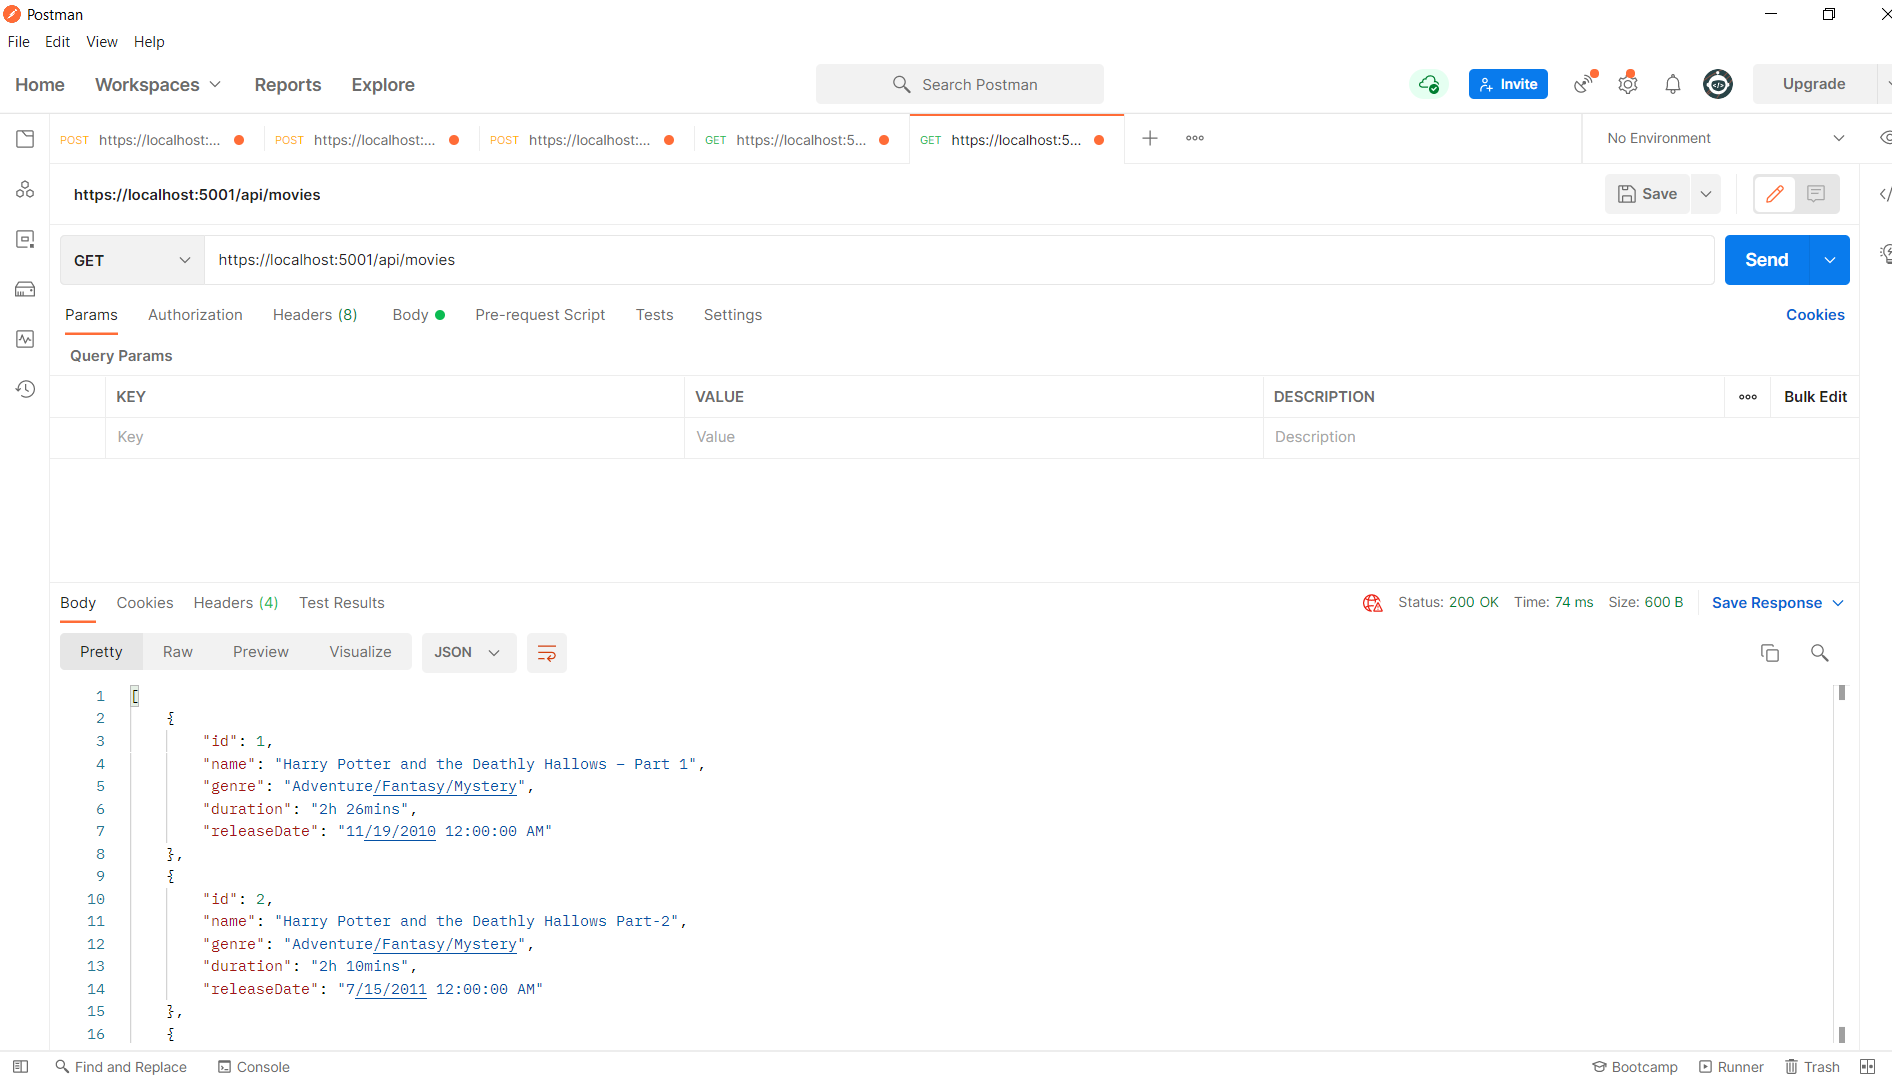 Postman
File Edit View Help
Home Workspaces Reports Explore Search Postman Invite Upgrade
POST https://localhost:... POST https://localhost:... POST https://localhost:... GET https://localhost:5... GET https://localhost:5... No Environment
https://localhost:5001/api/movies Save
GET https://localhost:5001/api/movies Send
Params Authorization Headers (8) Body Pre-request Script Tests Settings Cookies
Query Params
KEY VALUE DESCRIPTION Bulk Edit
Key Value Description
Body Cookies Headers (4) Test Results Status: 200 OK Time: 74 ms Size: 600 B Save Response
Pretty Raw Preview Visualize JSON
1 [
2 {
3 "id": 1,
4 "name": "Harry Potter and the Deathly Hallows – Part 1",
5 "genre": "Adventure/Fantasy/Mystery",
6 "duration": "2h 26mins",
7 "releaseDate": "11/19/2010 12:00:00 AM"
8 },
9 {
10 "id": 2,
11 "name": "Harry Potter and the Deathly Hallows Part-2",
12 "genre": "Adventure/Fantasy/Mystery",
13 "duration": "2h 10mins",
14 "releaseDate": "7/15/2011 12:00:00 AM"
15 },
16 {
Find and Replace Console Bootcamp Runner Trash